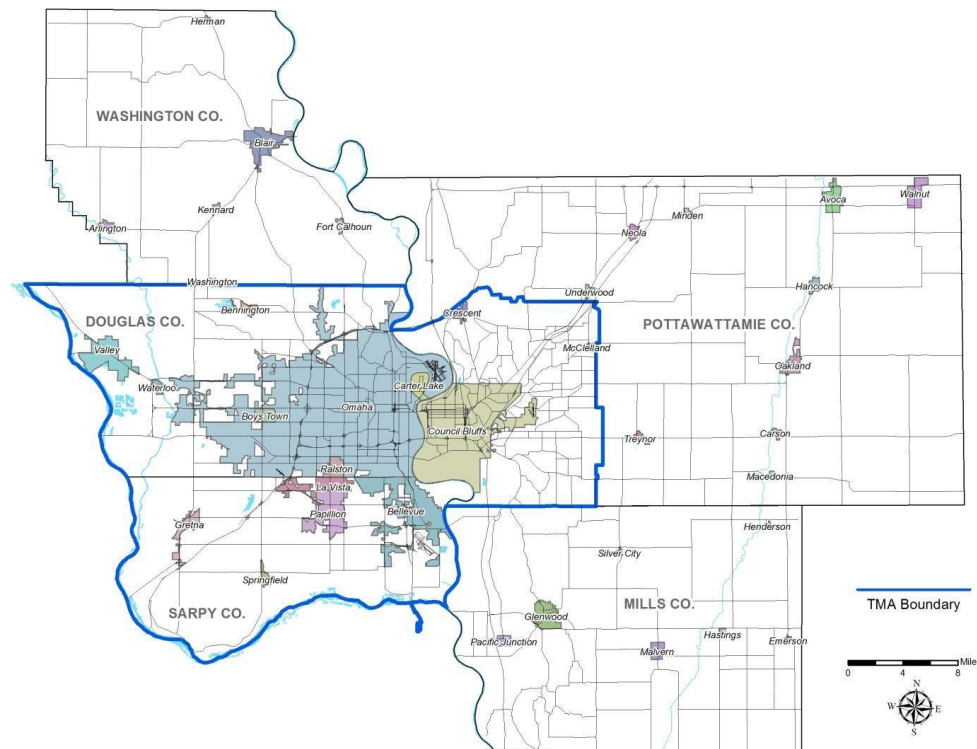 Herman
WASHINGTON CO.
Blair
Kennard
Arlington
Fort Calhoun
Washington
Avoca
Walnut
Minden
Neola
Hancock
Underwood
DOUGLAS CO.
Bennington
Crescent
POTTAWATTAMIE CO.
Valley
McClelland
Oakland
Waterloo
Carter Lake
Omaha
Boys Town
Council Bluffs
Treynor
Carson
Ralston
La Vista
Macedonia
Papillion
Bellevue
Gretna
Henderson
Silver City
Springfield
SARPY CO.
MILLS CO.
TMA Boundary
Glenwood
Pacific Junction
Hastings
Emerson
Malvern
0 4 8 Mile
N
W E
S